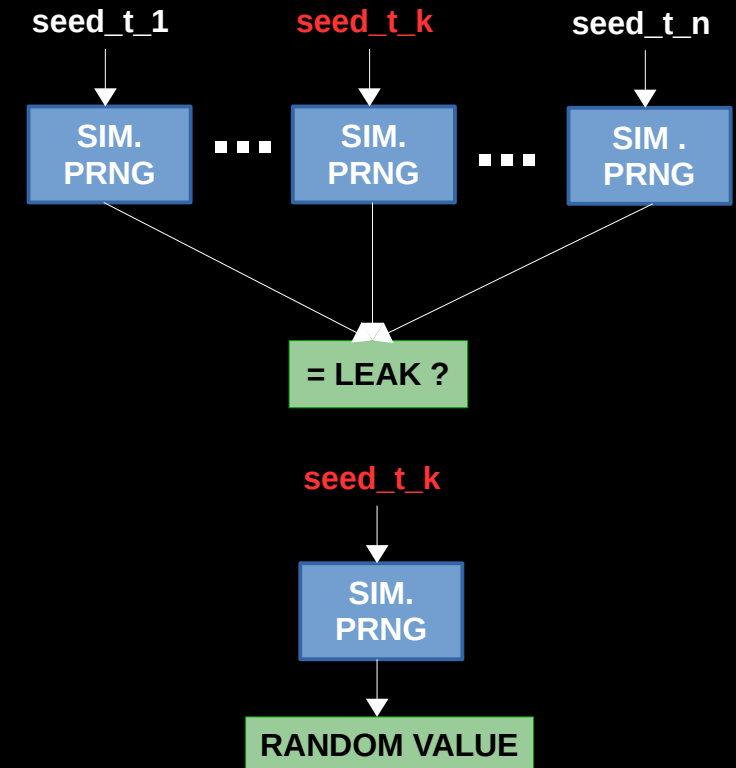 seed_t_1
seed_t_k
seed_t_n
SIM.
PRNG
SIM.
PRNG
SIM .
PRNG
= LEAK ?
seed_t_k
SIM.
PRNG
RANDOM VALUE